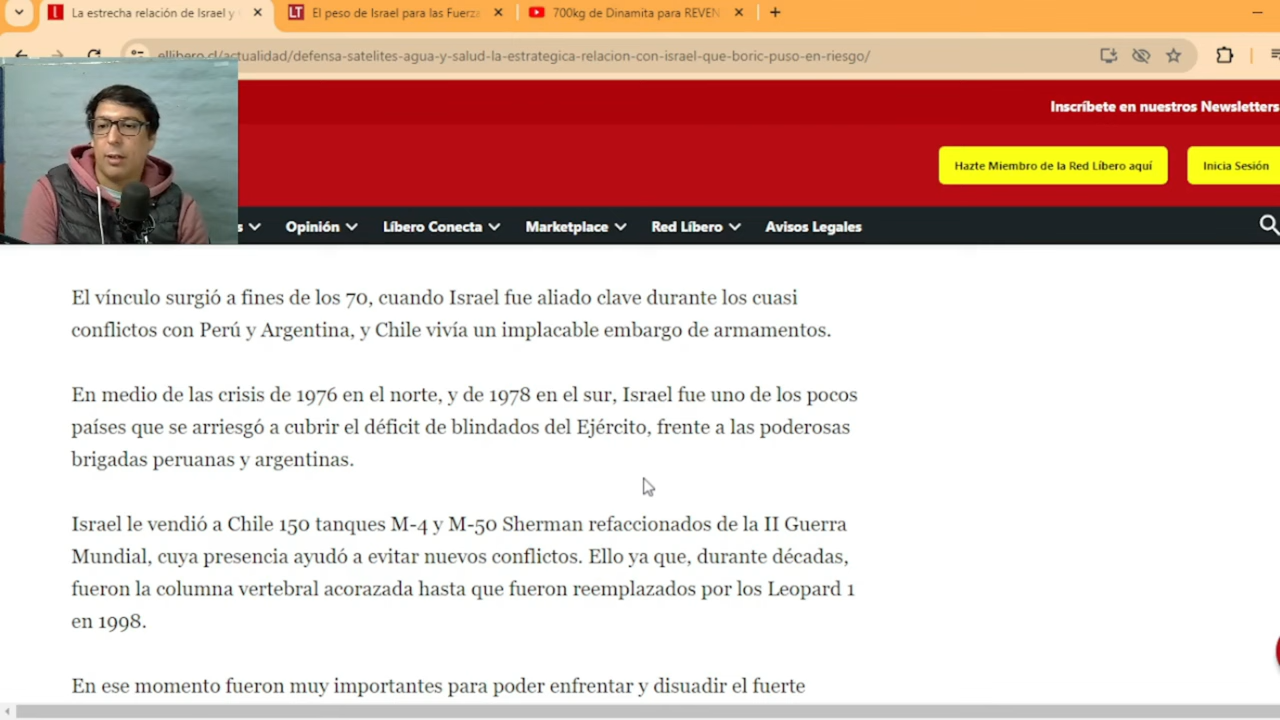 La estrecha relación de Israel y
LT El peso de Israel para las Fuerza
700kg de Dinamita para REVEN
ellibero.cl/actualidad/defensa-satelites-agua-y-salud-la-estrategica-relacion-con-israel-que-boric-puso-en-riesgo/
Inscríbete en nuestros Newsletters
Hazte Miembro de la Red Líbero aquí
Inicia Sesión
s Opinión Líbero Conecta Marketplace Red Líbero Avisos Legales
El vínculo surgió a fines de los 70, cuando Israel fue aliado clave durante los cuasi
conflictos con Perú y Argentina, y Chile vivía un implacable embargo de armamentos.
En medio de las crisis de 1976 en el norte, y de 1978 en el sur, Israel fue uno de los pocos
países que se arriesgó a cubrir el déficit de blindados del Ejército, frente a las poderosas
brigadas peruanas y argentinas.
Israel le vendió a Chile 150 tanques M-4 y M-50 Sherman refaccionados de la II Guerra
Mundial, cuya presencia ayudó a evitar nuevos conflictos. Ello ya que, durante décadas,
fueron la columna vertebral acorazada hasta que fueron reemplazados por los Leopard 1
en 1998.
En ese momento fueron muy importantes para poder enfrentar y disuadir el fuerte